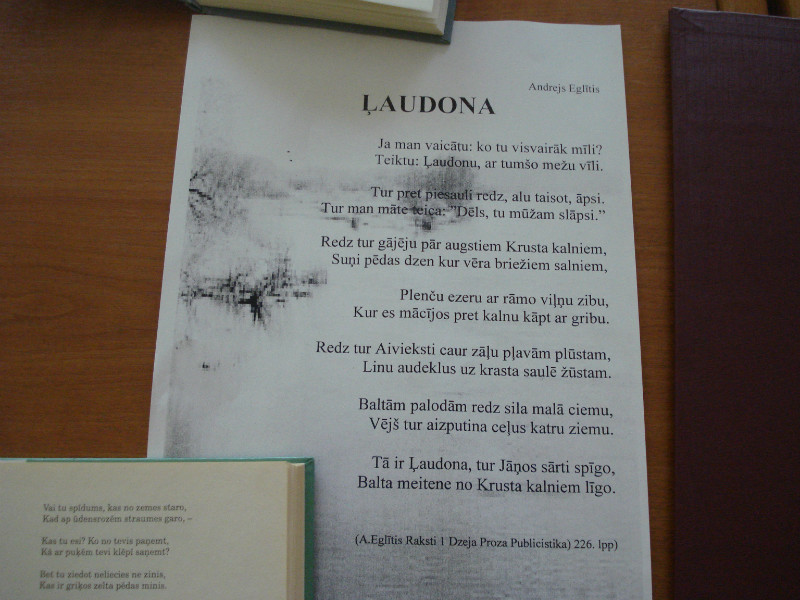 Andrejs Eglītis
ĻAUDONA
Ja man vaicātu: ko tu visvairāk mīli?
Teiktu: Ļaudonu, ar tumšo mežu vīli.
Tur pret piesauli redz, alu taisot, āpsi.
Tur man māte teica: "Dēls, tu mūžam slāpsi."
Redz tur gājēju pār augstiem Krusta kalniem,
Suņi pēdas dzen kur vēra briežiem salniem,
Plenču ezeru ar rāmo viļņu zibu,
Kur es mācījos pret kalnu kāpt ar gribu.
Redz tur Aivieksti caur zāļu pļavām plūstam,
Linu audeklus uz krasta saulē žūstam.
Baltām palodām redz sila malā ciemu,
Vējš tur aizputina ceļus katru ziemu.
Tā ir Ļaudona, tur Jāņos sārti spīgo,
Balta meitene no Krusta kalniem līgo.
(A.Eglītis Raksti 1 Dzeja Proza Publicistika) 226. lpp)
Vai tu spīdums, kas no zemes staro,
Kad ap ūdensrozēm straumes garo, –
Kas tu esi? Ko no tevis paņemt,
Kā ar puķēm tevi klēpī saņemt?
Bet tu ziedot neliecies ne zinis,
Kas ir griķos zelta pēdas minis.